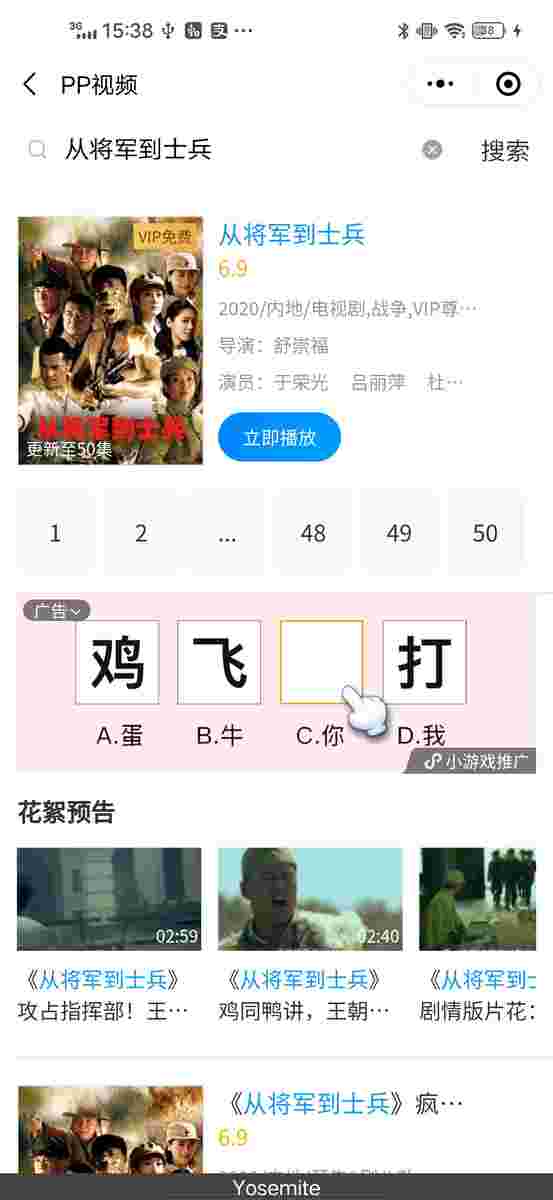 3G 15:38 支 ...
58
PP视频
从将军到士兵
搜索
VIP免费
从将军到士兵
更新至50集
从将军到士兵
6.9
2020/内地/电视剧,战争,VIP尊…
导演：舒崇福
演员：于荣光 吕丽萍 杜…
立即播放
1 2 ... 48 49 50
广告
鸡 飞 打
A.蛋 B.牛 C.你 D.我
小游戏推广
花絮预告
02:59 02:40
《从将军到士兵》
攻占指挥部！王…
《从将军到士兵》
鸡同鸭讲，王朝…
《从将军到士
剧情版片花：
《从将军到士兵》疯…
6.9
Yosemite